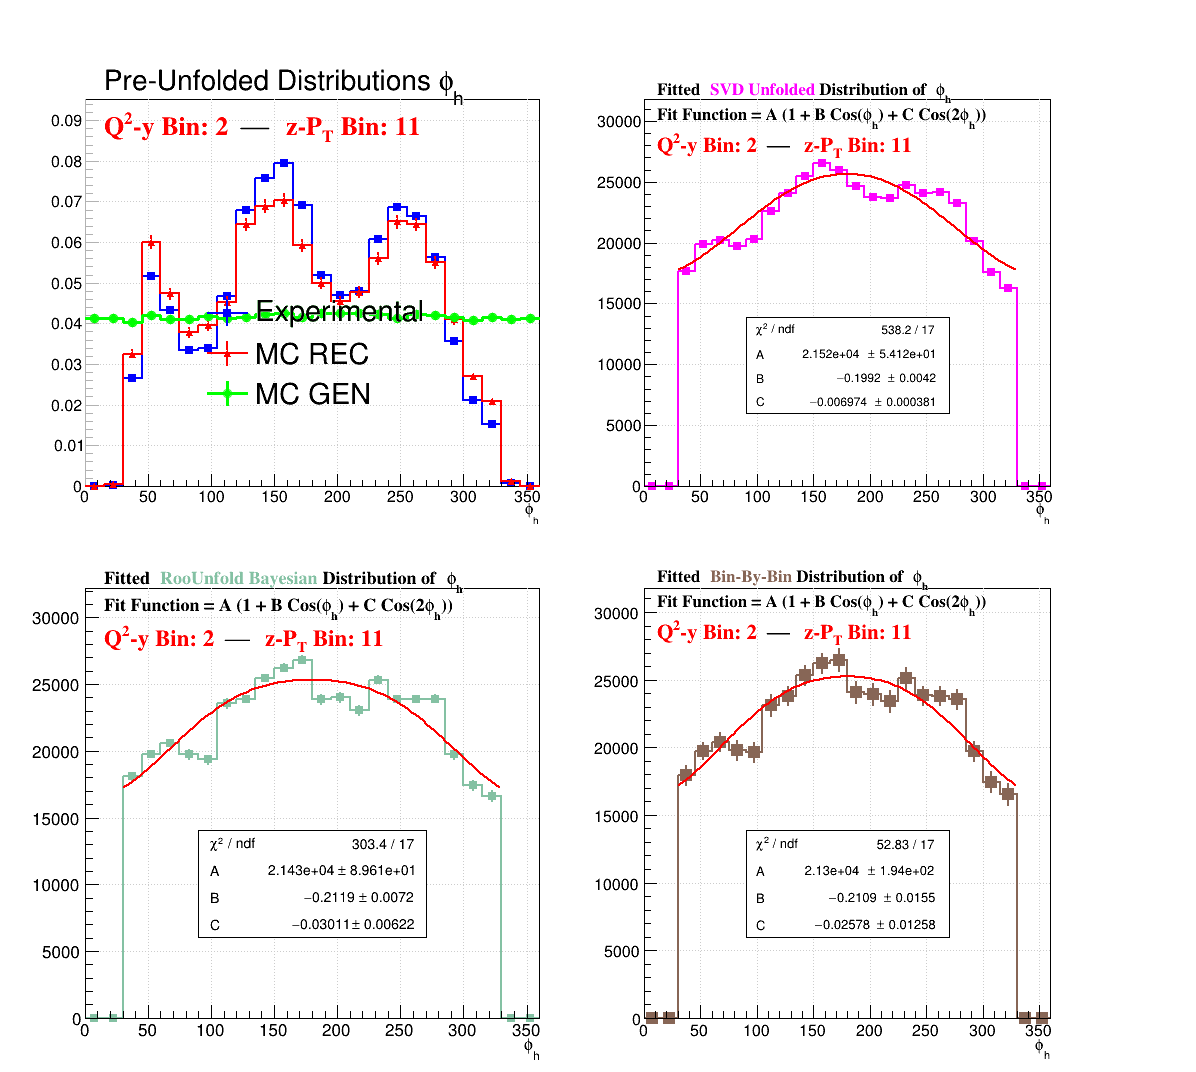 Pre-Unfolded Distributions ϕh
Q2-y Bin: 2 — z-PT Bin: 11
0.09
0.08
0.07
0.06
0.05
0.04
0.03
0.02
0.01
0
Experimental
MC REC
MC GEN
0 50 100 150 200 250 300 350
ϕh
Fitted SVD Unfolded Distribution of ϕh
Fit Function = A (1 + B Cos(ϕh) + C Cos(2ϕh))
Q2-y Bin: 2 — z-PT Bin: 11
30000
25000
20000
15000
10000
5000
0
χ2 / ndf 538.2 / 17
A 2.152e+04 ± 5.412e+01
B −0.1992 ± 0.0042
C −0.006974 ± 0.000381
0 50 100 150 200 250 300 350
ϕh
Fitted RooUnfold Bayesian Distribution of ϕh
Fit Function = A (1 + B Cos(ϕh) + C Cos(2ϕh))
Q2-y Bin: 2 — z-PT Bin: 11
30000
25000
20000
15000
10000
5000
0
χ2 / ndf 303.4 / 17
A 2.143e+04 ± 8.961e+01
B −0.2119 ± 0.0072
C −0.03011 ± 0.00622
0 50 100 150 200 250 300 350
ϕh
Fitted Bin-By-Bin Distribution of ϕh
Fit Function = A (1 + B Cos(ϕh) + C Cos(2ϕh))
Q2-y Bin: 2 — z-PT Bin: 11
30000
25000
20000
15000
10000
5000
0
χ2 / ndf 52.83 / 17
A 2.13e+04 ± 1.94e+02
B −0.2109 ± 0.0155
C −0.02578 ± 0.01258
0 50 100 150 200 250 300 350
ϕh